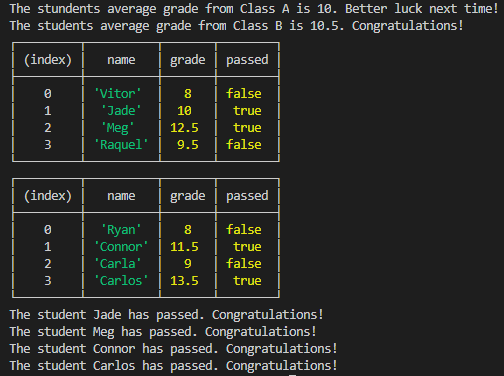 The stundents average grade from Class A is 10. Better luck next time!
The students average grade from Class B is 10.5. Congratulations!
(index) name grade passed
0 'Vitor' 8 false
1 'Jade' 10 true
2 'Meg' 12.5 true
3 'Raquel' 9.5 false
(index) name grade passed
0 'Ryan' 8 false
1 'Connor' 11.5 true
2 'Carla' 9 false
3 'Carlos' 13.5 true
The student Jade has passed. Congratulations!
The student Meg has passed. Congratulations!
The student Connor has passed. Congratulations!
The student Carlos has passed. Congratulations!